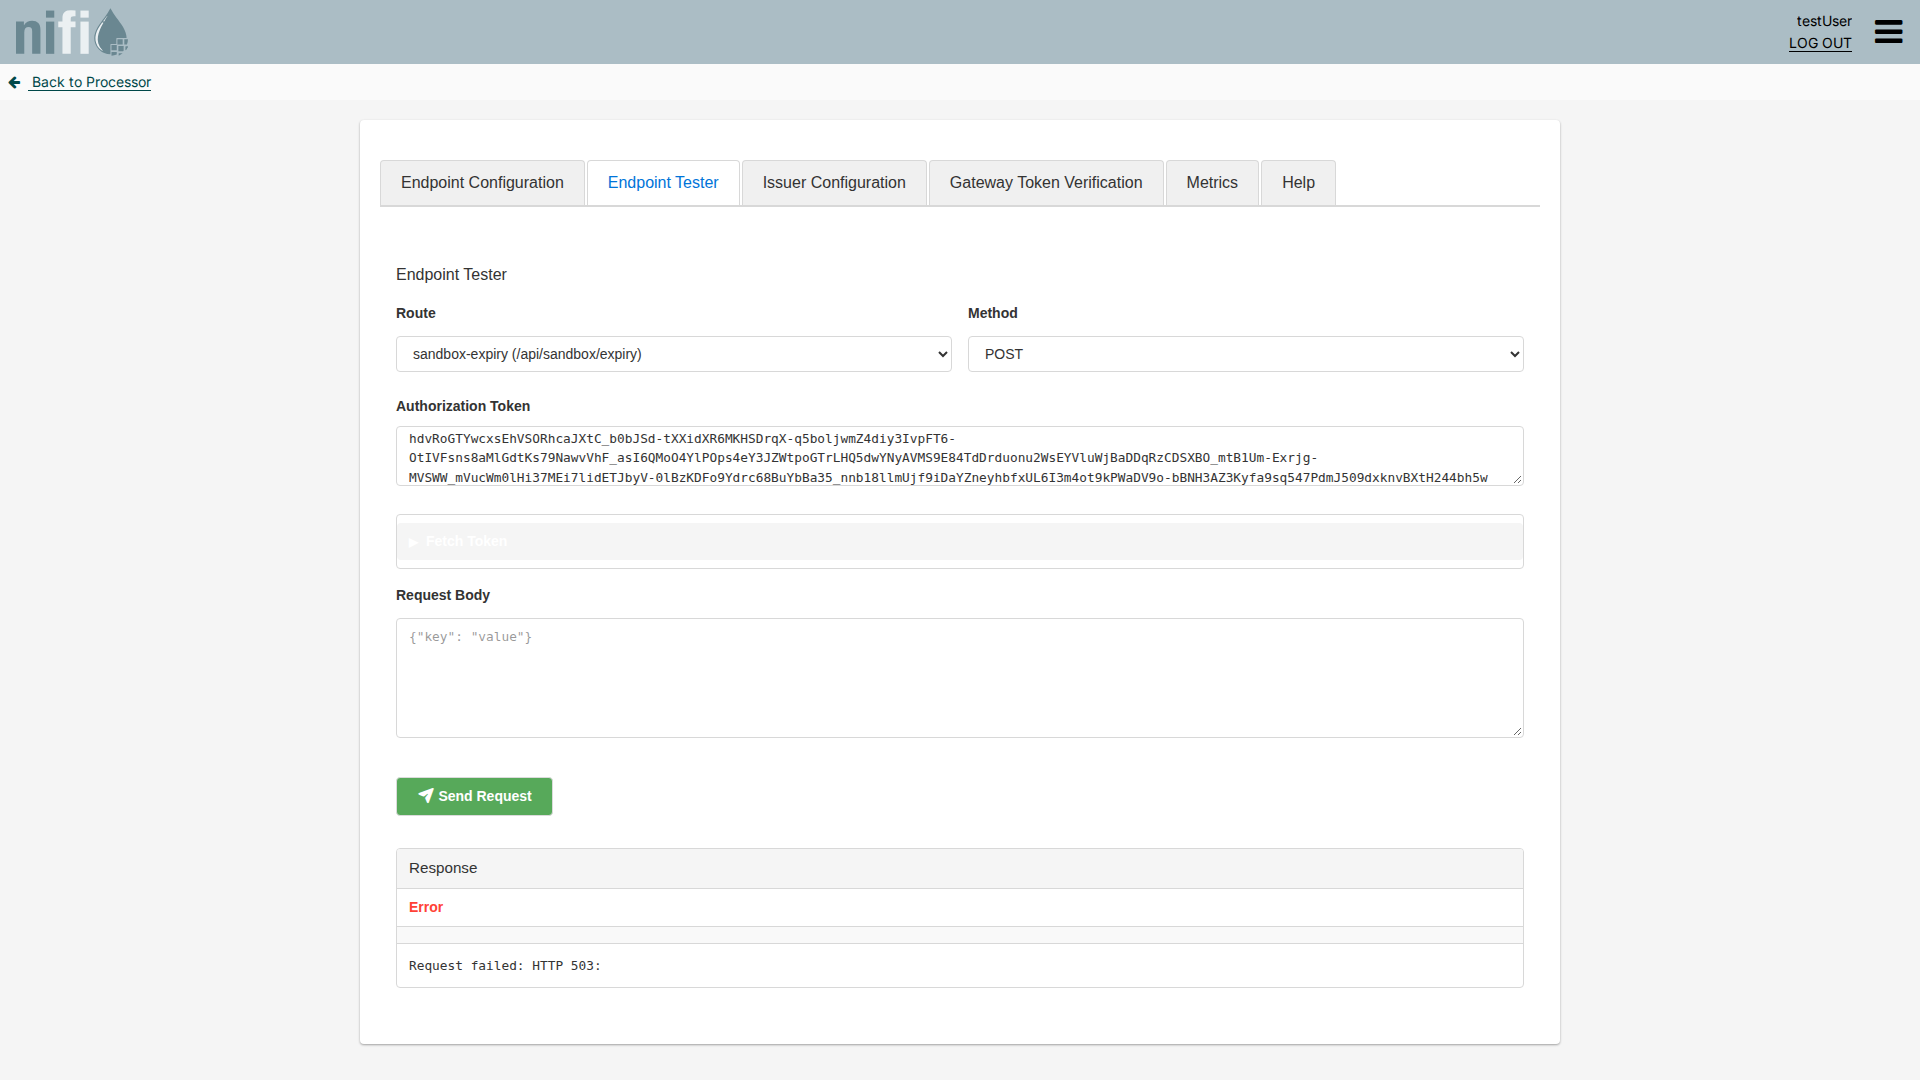 nifi
testUser
LOG OUT
Back to Processor
Endpoint Configuration
Endpoint Tester
Issuer Configuration
Gateway Token Verification
Metrics
Help
Endpoint Tester
Route
Method
sandbox-expiry (/api/sandbox/expiry)
POST
Authorization Token
hdvRoGTYwcxsEhVSORhcaJXtC_b0bJSd-tXXidXR6MKHSDrqX-q5boljwmZ4diy3IvpFT6-
OtIVFsns8aMlGdtKs79NawvVhF_asI6QMoO4YlPOps4eY3JZWtpoGTrLHQ5dwYNyAVMS9E84TdDrduonu2WsEYVluWjBaDDqRzCDSXBO_mtB1Um-Exrjg-
MVSWW_mVucWm0lHi37MEi7lidETJbyV-0lBzKDFo9Ydrc68BuYbBa35_nnb18llmUjf9iDaYZneyhbfxUL6I3m4ot9kPWaDV9o-bBNH3AZ3Kyfa9sq547PdmJ509dxknvBXtH244bh5w
Fetch Token
Request Body
{"key": "value"}
Send Request
Response
Error
Request failed: HTTP 503: